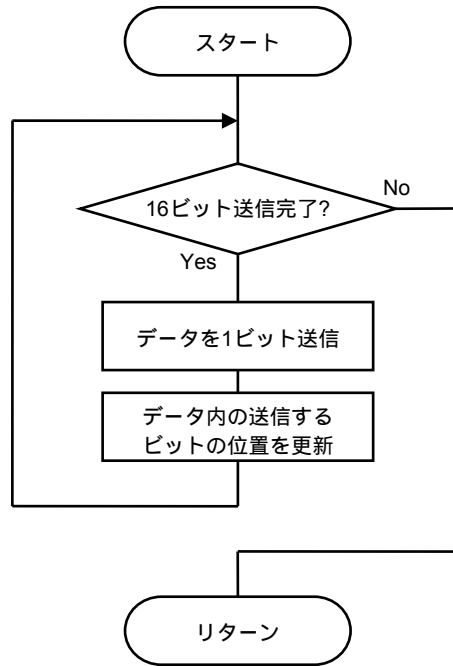 スタート
16ビット送信完了?
No
Yes
データを1ビット送信
データ内の送信する
ビットの位置を更新
リターン